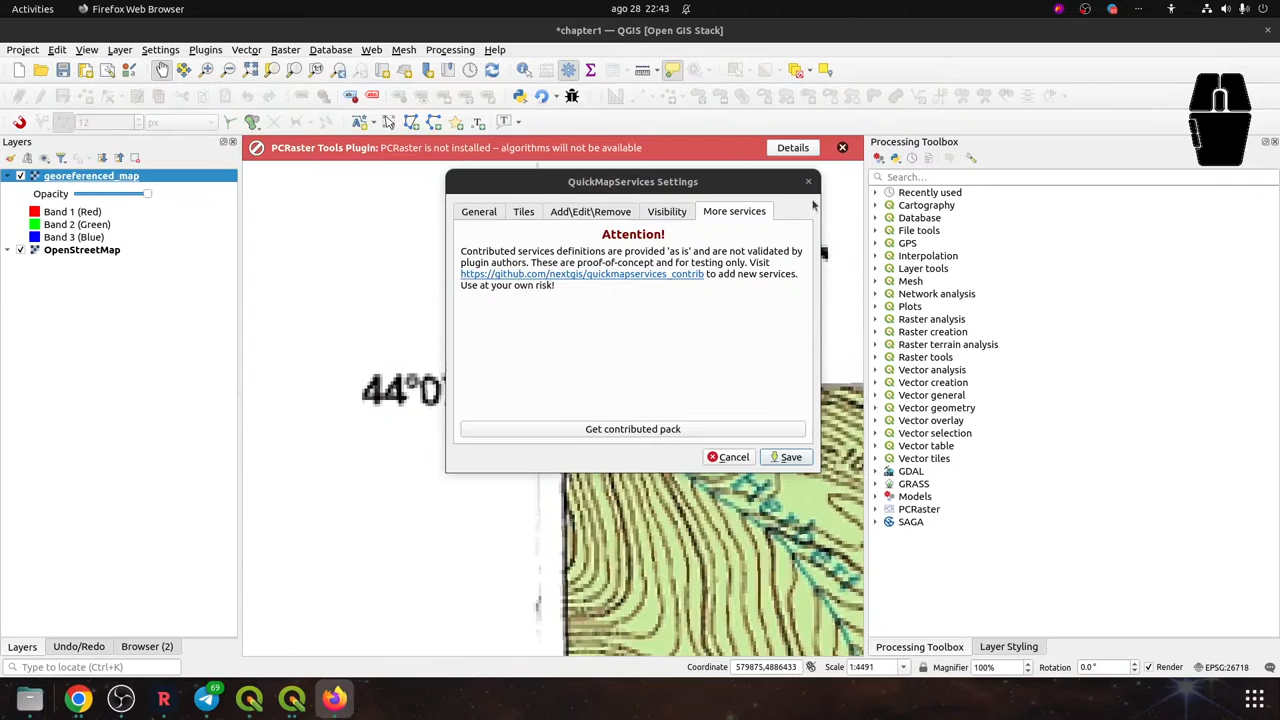 Activities
Firefox Web Browser
ago 28 22:43
*chapter1 — QGIS [Open GIS Stack]
Project Edit View Layer Settings Plugins Vector Raster Database Web Mesh Processing Help
12
px
Layers
georeferenced_map
Opacity
Band 1 (Red)
Band 2 (Green)
Band 3 (Blue)
OpenStreetMap
PCRaster Tools Plugin: PCRaster is not installed -- algorithms will not be available
Details
QuickMapServices Settings
General Tiles Add\Edit\Remove Visibility More services
Attention!
Contributed services definitions are provided 'as is' and are not validated by
plugin authors. These are proof-of-concept and for testing only. Visit
https://github.com/nextgis/quickmapservices_contrib to add new services.
Use at your own risk!
Get contributed pack
Cancel
Save
Processing Toolbox
Search...
Recently used
Cartography
Database
File tools
GPS
Interpolation
Layer tools
Mesh
Network analysis
Plots
Raster analysis
Raster creation
Raster terrain analysis
Raster tools
Vector analysis
Vector creation
Vector general
Vector geometry
Vector overlay
Vector selection
Vector table
Vector tiles
GDAL
GRASS
Models
PCRaster
SAGA
Layers Undo/Redo Browser (2)
Processing Toolbox Layer Styling
Type to locate (Ctrl+K)
Coordinate 579875,4886433 Scale 1:4491 Magnifier 100% Rotation 0.0 ° Render EPSG:26718
69